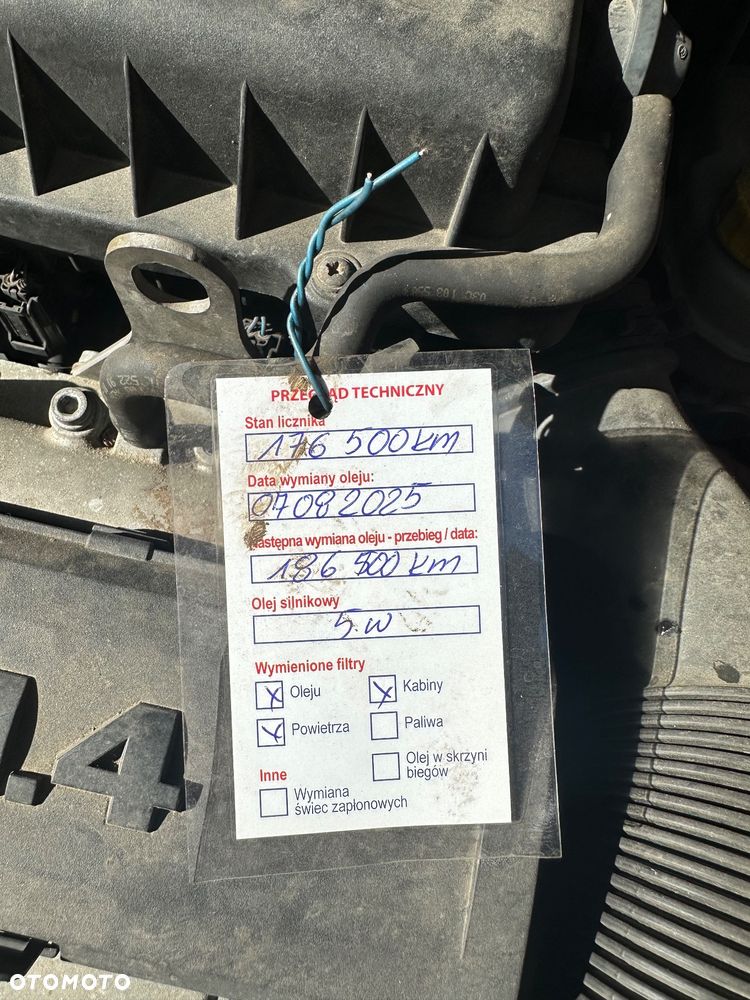 PRZEGLĄD TECHNICZNY
Stan licznika
176 500 km
Data wymiany oleju:
07082025
Następna wymiana oleju - przebieg / data:
186 500 km
Olej silnikowy
5.W
Wymienione filtry
Oleju
Kabiny
Powietrza
Paliwa
Olej w skrzyni
biegów
Inne
Wymiana
świec zapłonowych
.4
OTOMOTO